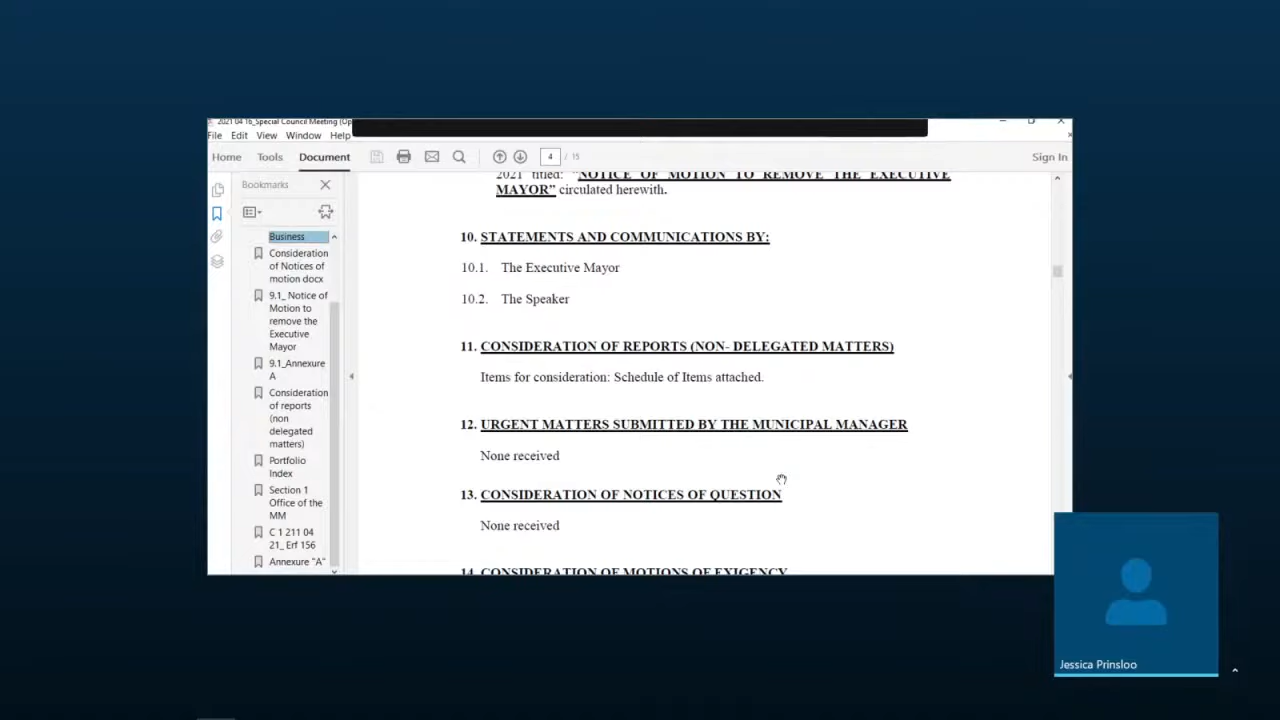 2021 04 16_Special Council Meeting (Op
File Edit View Window Help
Home Tools Document 4 / 15 Sign In
Bookmarks
Business
Consideration
of Notices of
motion docx
9.1_ Notice of
Motion to
remove the
Executive
Mayor
9.1_Annexure
A
Consideration
of reports
(non
delegated
matters)
Portfolio
Index
Section 1
Office of the
MM
C 1 211 04
21_ Erf 156
Annexure "A"
2021 titled: "NOTICE OF MOTION TO REMOVE THE EXECUTIVE
MAYOR" circulated herewith.
10. STATEMENTS AND COMMUNICATIONS BY:
10.1. The Executive Mayor
10.2. The Speaker
11. CONSIDERATION OF REPORTS (NON- DELEGATED MATTERS)
Items for consideration: Schedule of Items attached.
12. URGENT MATTERS SUBMITTED BY THE MUNICIPAL MANAGER
None received
13. CONSIDERATION OF NOTICES OF QUESTION
None received
14. CONSIDERATION OF MOTIONS OF EXIGENCY
Jessica Prinsloo